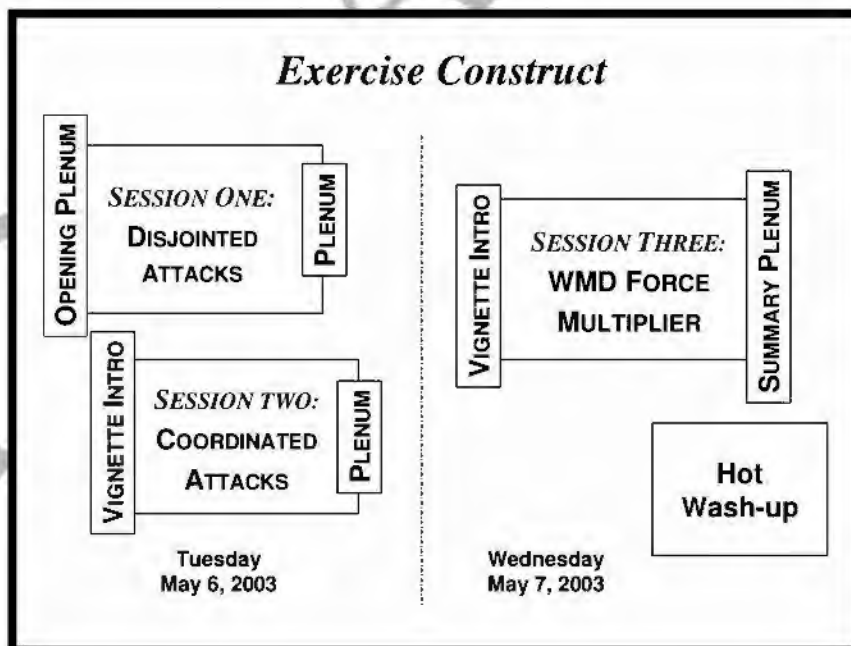 Exercise Construct
OPENING PLENUM
SESSION ONE:
DISJOINTED
ATTACKS
PLENUM
VIGNETTE INTRO
SESSION TWO:
COORDINATED
ATTACKS
PLENUM
Tuesday
May 6, 2003
VIGNETTE INTRO
SESSION THREE:
WMD FORCE
MULTIPLIER
SUMMARY PLENUM
Hot
Wash-up
Wednesday
May 7, 2003